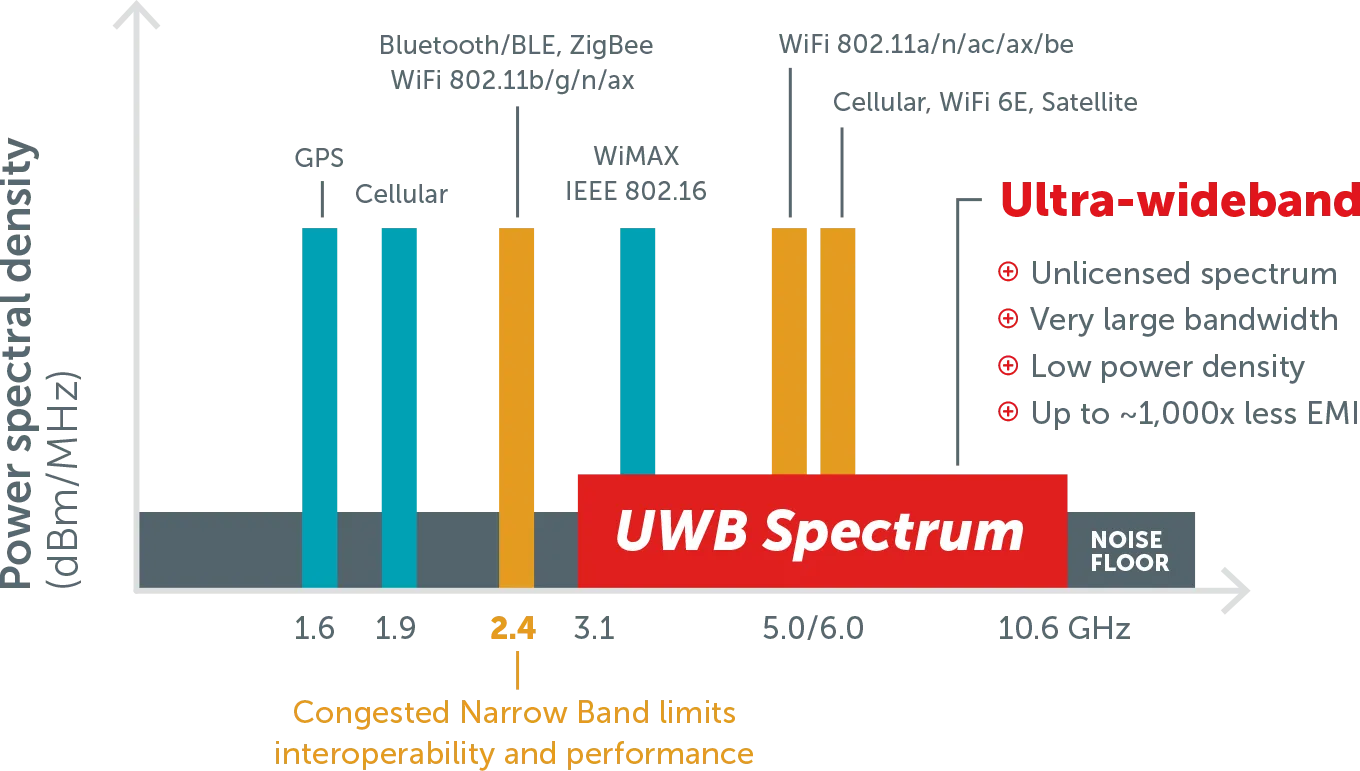 Power spectral density
(dBm/MHz)
Bluetooth/BLE, ZigBee
WiFi 802.11b/g/n/ax
WiFi 802.11a/n/ac/ax/be
Cellular, WiFi 6E, Satellite
GPS
Cellular
WiMAX
IEEE 802.16
Ultra-wideband
Unlicensed spectrum
Very large bandwidth
Low power density
Up to ~1,000x less EMI
UWB Spectrum
NOISE
FLOOR
1.6
1.9
2.4
3.1
5.0/6.0
10.6 GHz
Congested Narrow Band limits
interoperability and performance